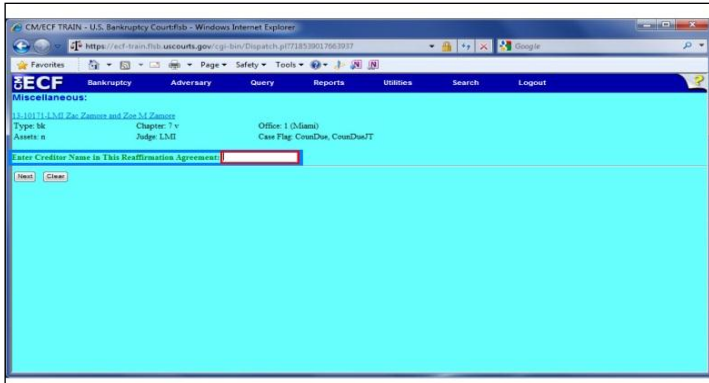 CM/ECF TRAIN - U.S. Bankruptcy Court:flsb - Windows Internet Explorer
https://ecf-train.flsb.uscourts.gov/cgi-bin/Dispatch.pl?718539017663937
Google
Favorites Page Safety Tools
ECF Bankruptcy Adversary Query Reports Utilities Search Logout ?
Miscellaneous:
13-10171-LMI Zac Zamore and Zoe M Zamore
Type: bk Chapter: 7 v Office: 1 (Miami)
Assets: n Judge: LMI Case Flag: CounDue, CounDueJT
Enter Creditor Name in This Reaffirmation Agreement:
Next Clear